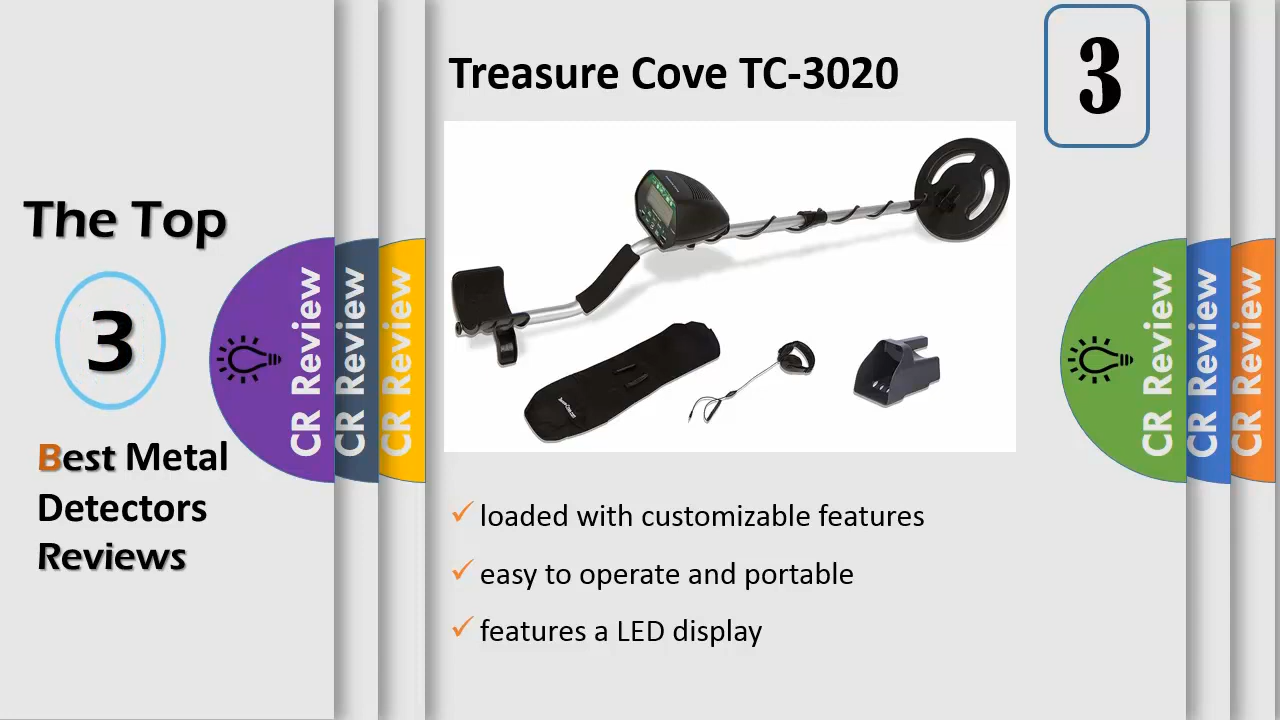 Treasure Cove TC-3020
3
The Top
3
Best Metal
Detectors
Reviews
CR Review
CR Review
CR Review
CR Review
CR Review
CR Review
loaded with customizable features
easy to operate and portable
features a LED display